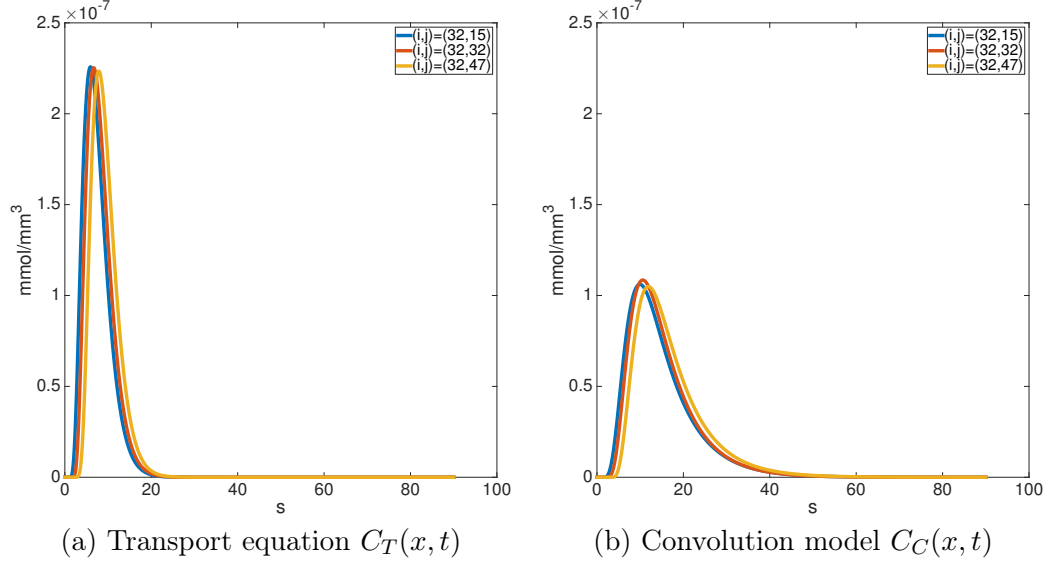 ×10⁻⁷
2.5
2
1.5
1
0.5
0
0
20
40
60
80
100
mmol/mm³
s
(i,j)=(32,15)
(i,j)=(32,32)
(i,j)=(32,47)
(a) Transport equation C_T(x, t)
×10⁻⁷
2.5
2
1.5
1
0.5
0
0
20
40
60
80
100
mmol/mm³
s
(i,j)=(32,15)
(i,j)=(32,32)
(i,j)=(32,47)
(b) Convolution model C_C(x, t)